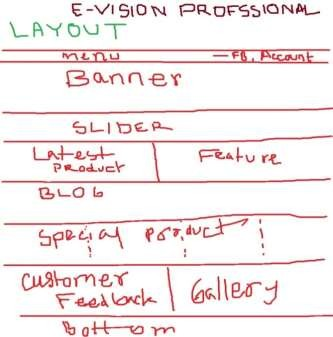 E-VISION PROFSSIONAL
LAYOUT
menu — FB, Account
Banner
SLIDER
Latest Product
Feature
BLOG
Special Product
Customer Feedback
Gallery
Bottom